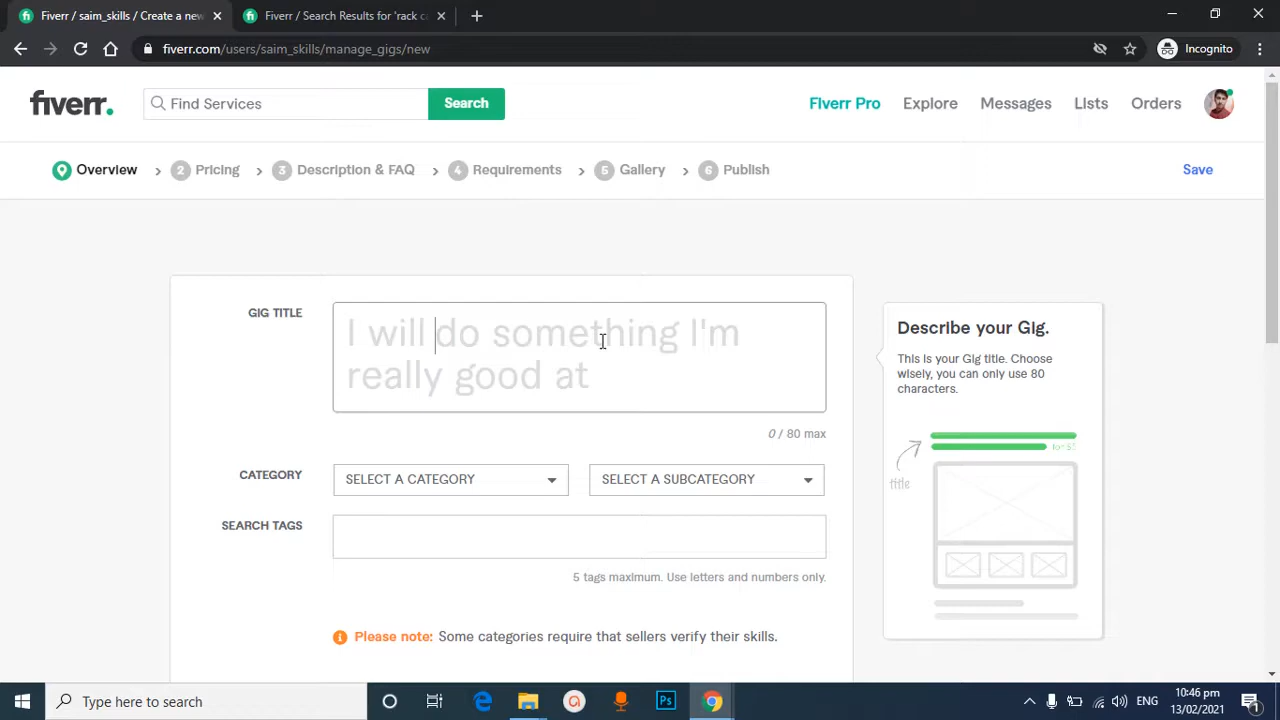 Fiverr / saim_skills / Create a new
Fiverr / Search Results for 'rack ca
fiverr.com/users/saim_skills/manage_gigs/new
Incognito
fiverr.
Find Services
Search
Fiverr Pro
Explore
Messages
Lists
Orders
Overview
2 Pricing
3 Description & FAQ
4 Requirements
5 Gallery
6 Publish
Save
GIG TITLE
I will do something I'm
really good at
0 / 80 max
CATEGORY
SELECT A CATEGORY
SELECT A SUBCATEGORY
SEARCH TAGS
5 tags maximum. Use letters and numbers only.
Please note: Some categories require that sellers verify their skills.
Describe your Gig.
This is your Gig title. Choose
wisely, you can only use 80
characters.
title
Type here to search
Ps
ENG
10:46 pm
13/02/2021
1